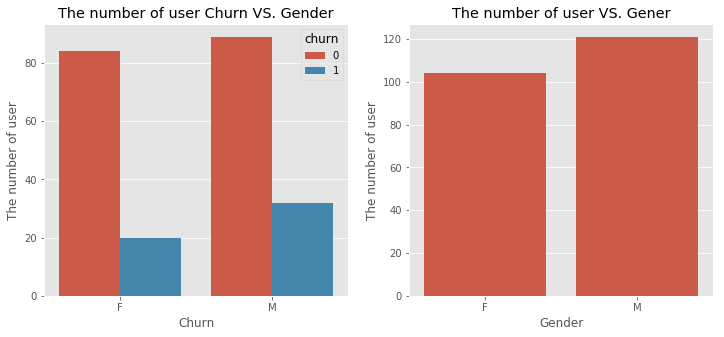 The number of user Churn VS. Gender
The number of user
80
60
40
20
0
churn
0
1
F
M
Churn
The number of user VS. Gener
The number of user
120
100
80
60
40
20
0
F
M
Gender